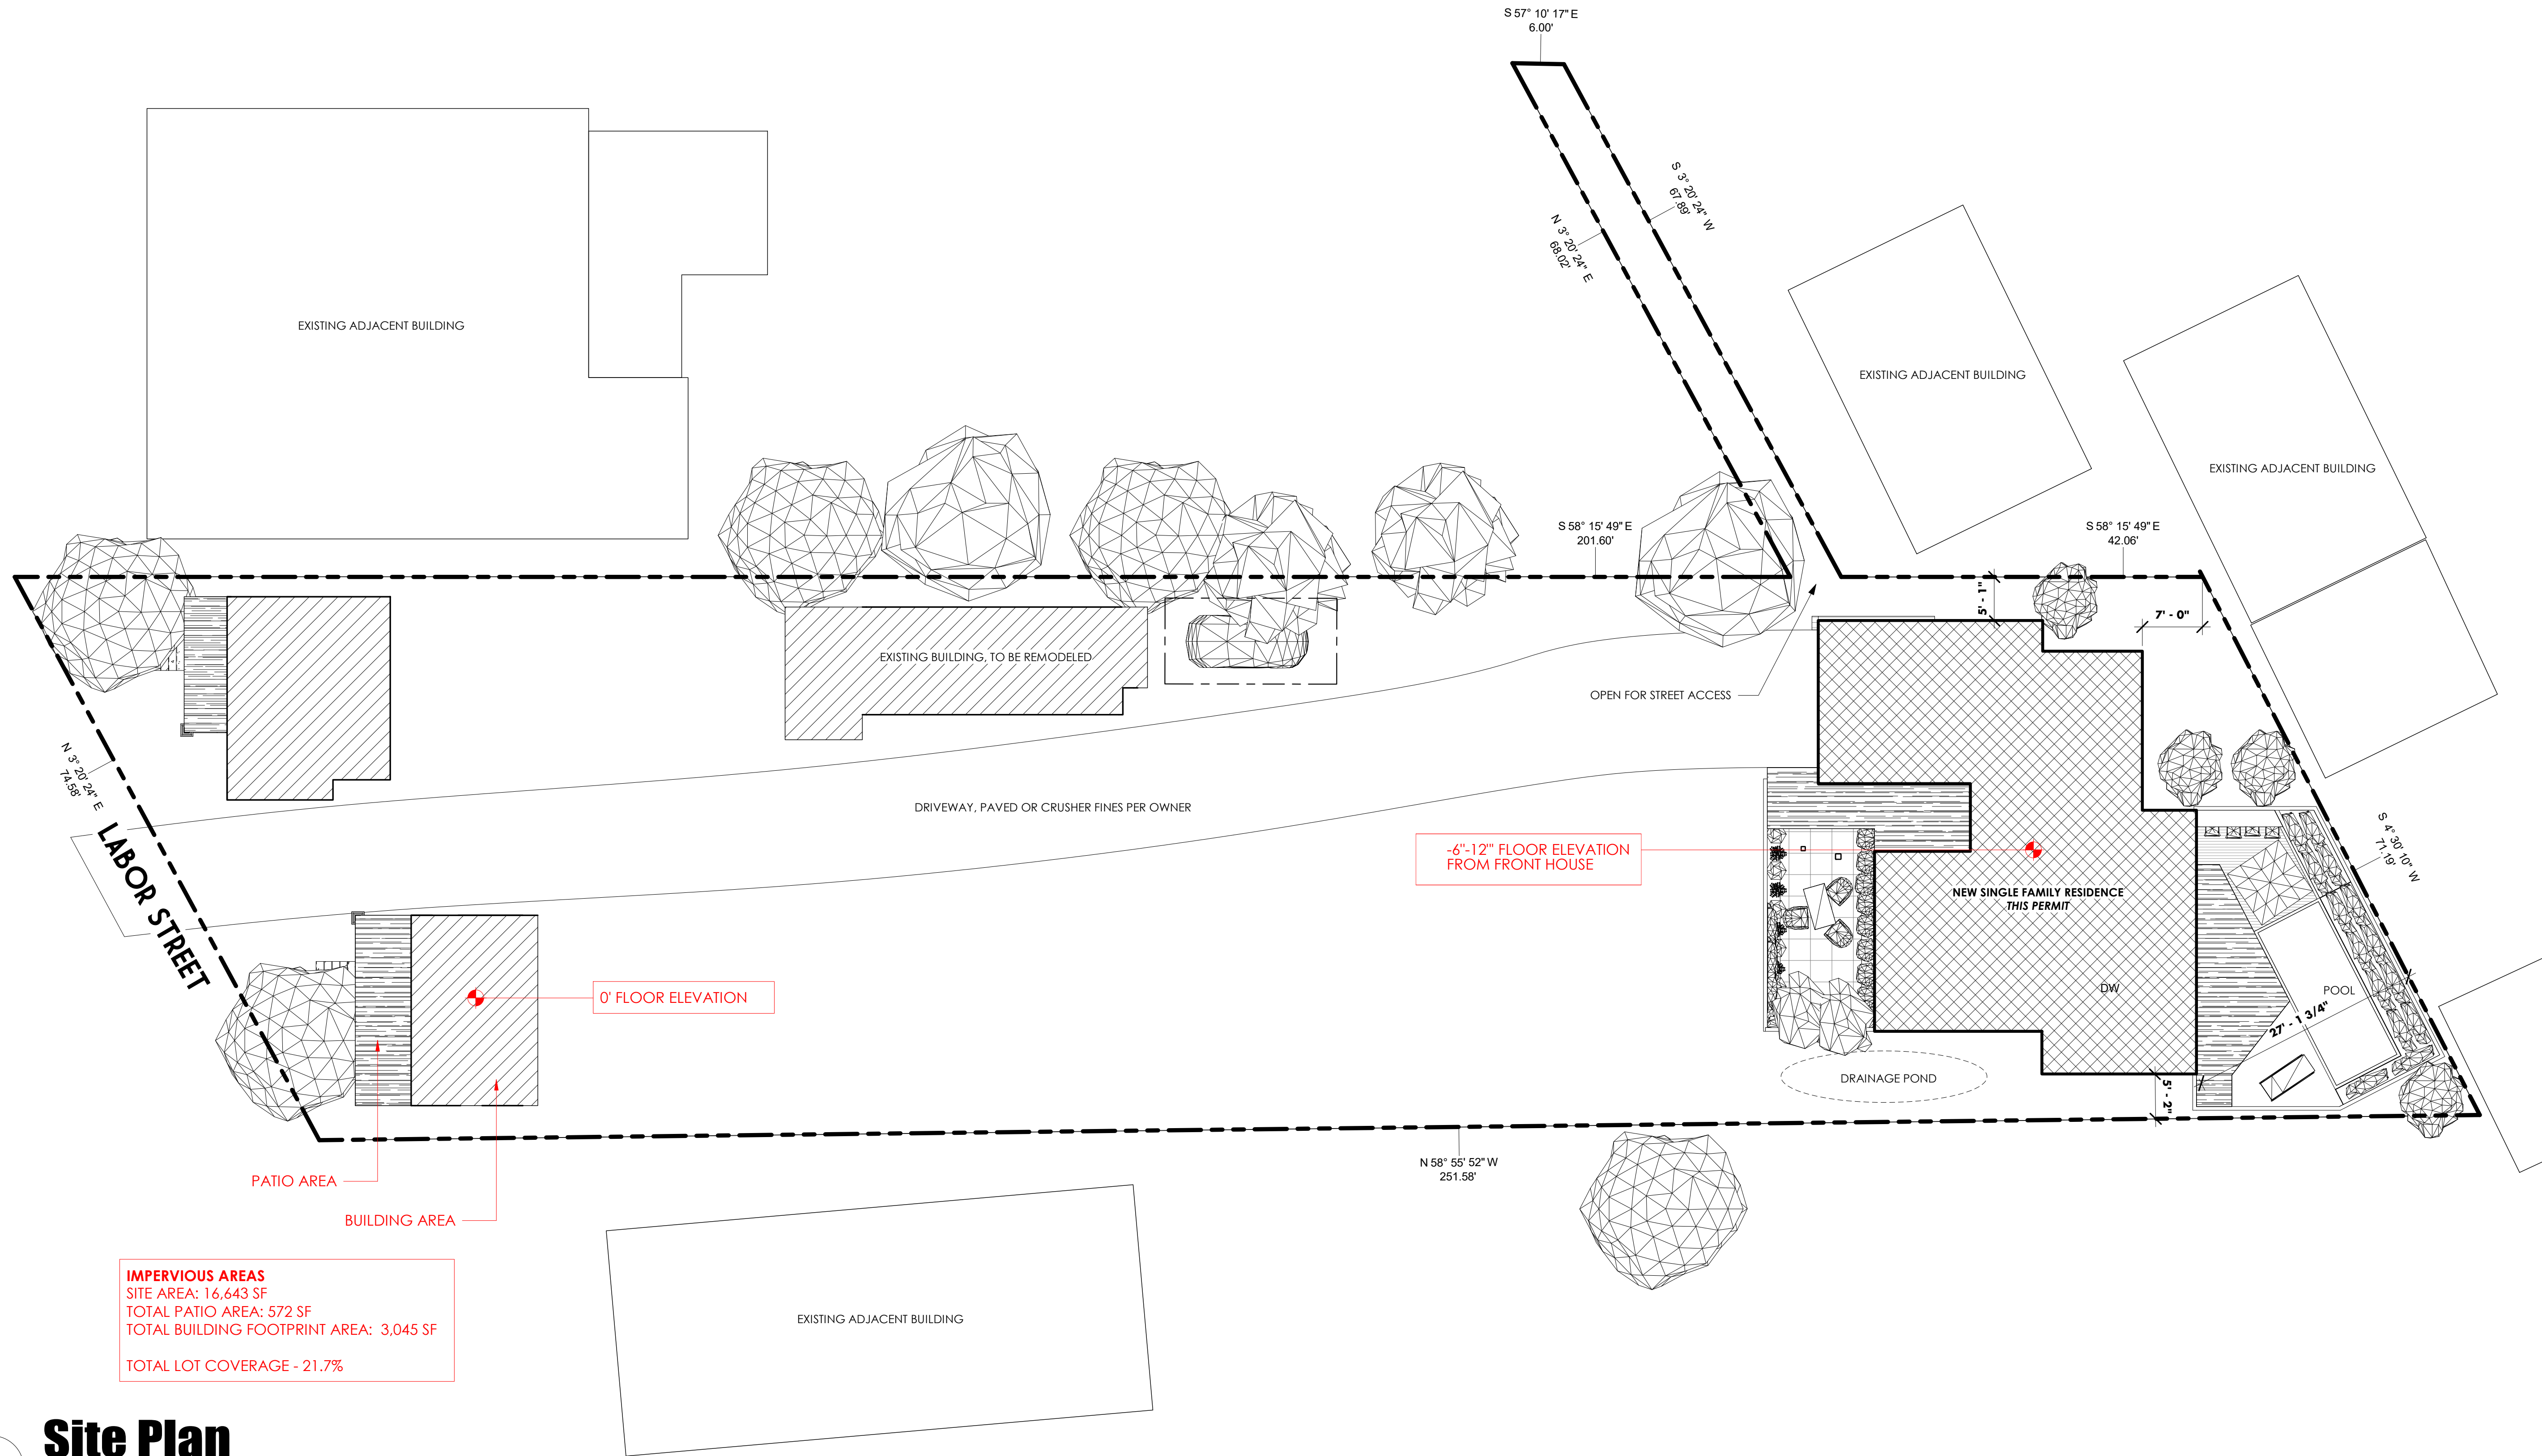 S 57° 10' 17" E
6.00'
S 3° 20' 24" W
67.89'
N 3° 20' 24" E
68.02'
EXISTING ADJACENT BUILDING
EXISTING ADJACENT BUILDING
EXISTING ADJACENT BUILDING
S 58° 15' 49" E
201.60'
S 58° 15' 49" E
42.06'
5' - 1"
7' - 0"
EXISTING BUILDING, TO BE REMODELED
OPEN FOR STREET ACCESS
N 3° 20' 24" E
74.58'
LABOR STREET
DRIVEWAY, PAVED OR CRUSHER FINES PER OWNER
-6"-12'" FLOOR ELEVATION
FROM FRONT HOUSE
S 4° 30' 10" W
71.19'
NEW SINGLE FAMILY RESIDENCE
THIS PERMIT
0' FLOOR ELEVATION
DW
POOL
27' - 1 3/4"
DRAINAGE POND
5' - 2"
N 58° 55' 52" W
251.58'
PATIO AREA
BUILDING AREA
IMPERVIOUS AREAS
SITE AREA: 16,643 SF
TOTAL PATIO AREA: 572 SF
TOTAL BUILDING FOOTPRINT AREA: 3,045 SF
TOTAL LOT COVERAGE - 21.7%
EXISTING ADJACENT BUILDING
Site Plan